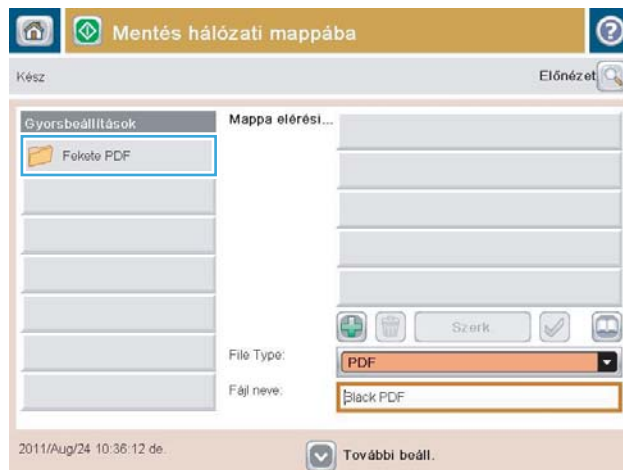 Mentés hálózati mappába
Kész
Előnézet
Gyorsbeállítások
Fekete PDF
Mappa elérési...
Szerk
File Type:
PDF
Fájl neve:
Black PDF
2011/Aug/24 10:36:12 de.
További beáll.